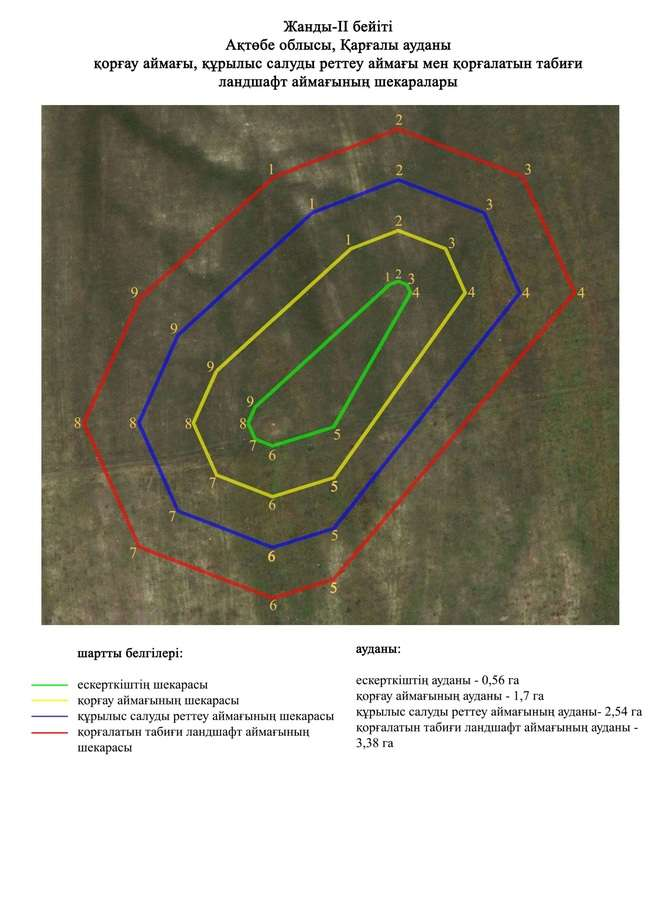 Жанды-II бейіті
Ақтөбе облысы, Қарғалы ауданы
қорғау аймағы, құрылыс салуды реттеу аймағы мен қорғалатын табиғи
ландшафт аймағының шекаралары
2
1
3
2
1
3
2
1
3
1 2 3
9
4
4
4
4
9
9
9
8
8
8
8
5
7
6
7
5
6
7
5
6
7
5
6
шартты белгілері:
ескерткіштің шекарасы
қорғау аймағының шекарасы
құрылыс салуды реттеу аймағының шекарасы
қорғалатын табиғи ландшафт аймағының
шекарасы
ауданы:
ескерткіштің ауданы - 0,56 га
қорғау аймағының ауданы - 1,7 га
құрылыс салуды реттеу аймағының ауданы- 2,54 га
қорғалатын табиғи ландшафт аймағының ауданы -
3,38 га